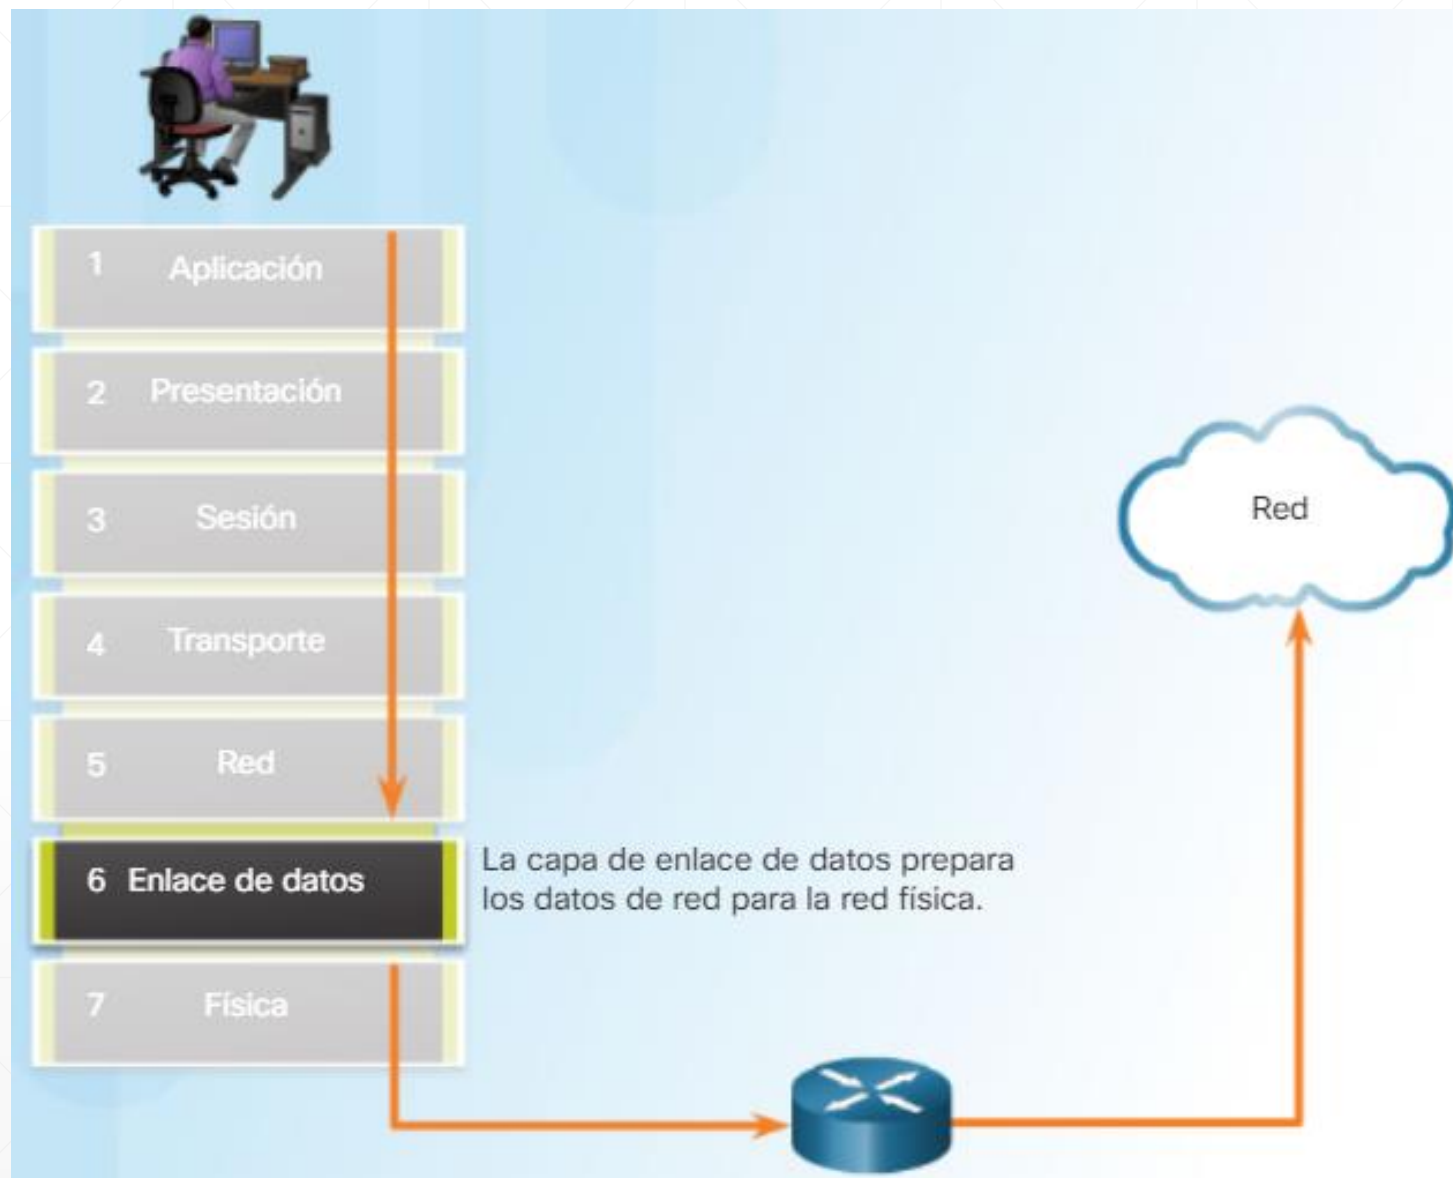 1 Aplicación
2 Presentación
3 Sesión
4 Transporte
5 Red
6 Enlace de datos
La capa de enlace de datos prepara
los datos de red para la red física.
7 Física
Red